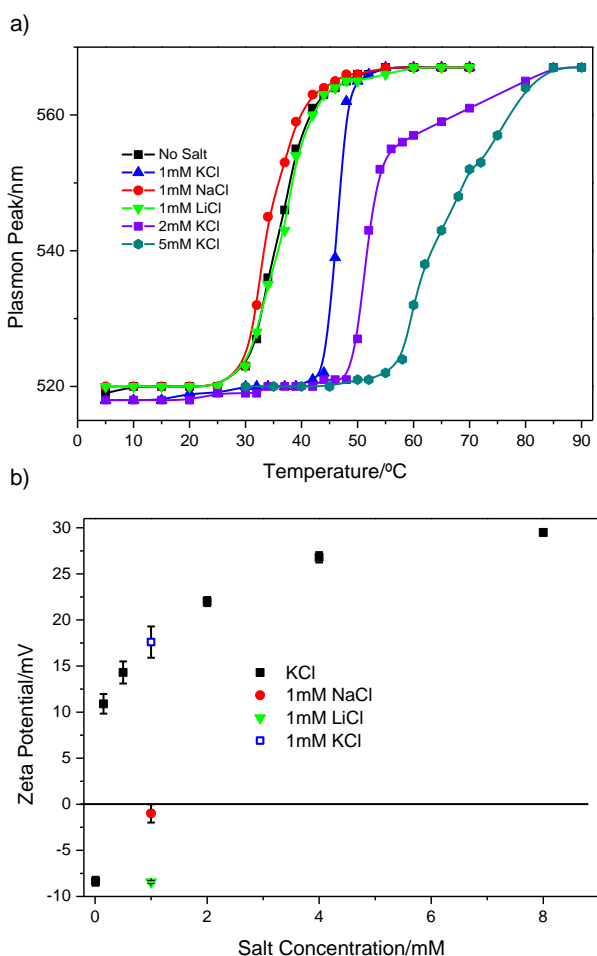 a)
560
540
520
Plasmon Peak/nm
No Salt
1mM KCl
1mM NaCl
1mM LiCl
2mM KCl
5mM KCl
0 10 20 30 40 50 60 70 80 90
Temperature/ºC
b)
30
25
20
15
10
5
0
-5
-10
Zeta Potential/mV
KCl
1mM NaCl
1mM LiCl
1mM KCl
0 2 4 6 8
Salt Concentration/mM